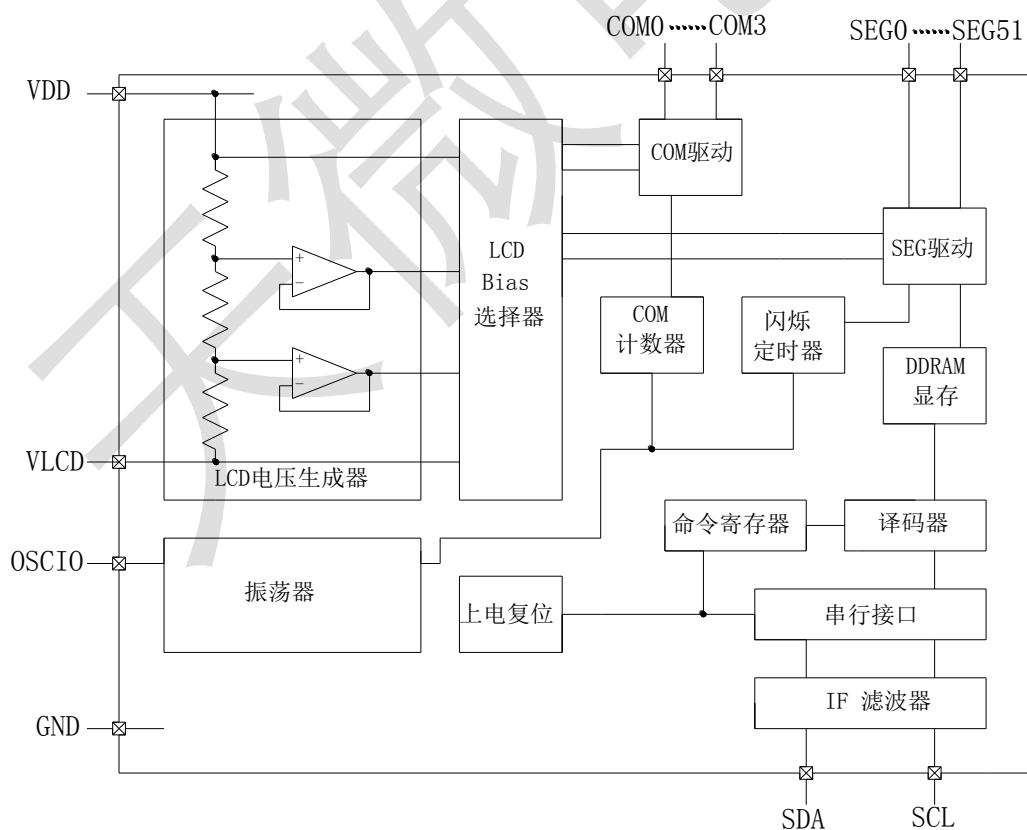 COM0 ······ COM3
SEG0 ······ SEG51
VDD
COM驱动
LCD
Bias
选择器
SEG驱动
+
-
COM
计数器
闪烁
定时器
DDRAM
显存
+
-
VLCD
LCD电压生成器
命令寄存器
译码器
OSCIO
振荡器
上电复位
串行接口
IF 滤波器
GND
SDA
SCL
天微